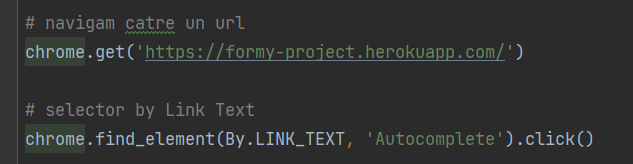 # navigam catre un url
chrome.get('https://formy-project.herokuapp.com/')
# selector by Link Text
chrome.find_element(By.LINK_TEXT, 'Autocomplete').click()